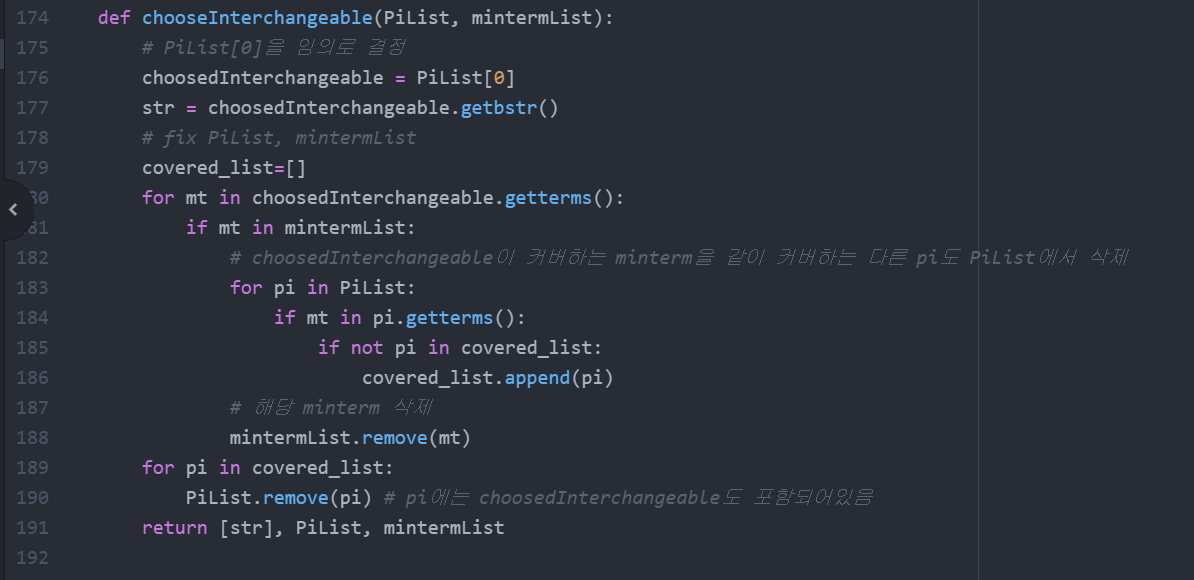 174 def chooseInterchangeable(PiList, mintermList):
175 # PiList[0]을 임의로 결정
176 choosedInterchangeable = PiList[0]
177 str = choosedInterchangeable.getbstr()
178 # fix PiList, mintermList
179 covered_list=[]
80 for mt in choosedInterchangeable.getterms():
81 if mt in mintermList:
182 # choosedInterchangeable이 커버하는 minterm을 같이 커버하는 다른 pi도 PiList에서 삭제
183 for pi in PiList:
184 if mt in pi.getterms():
185 if not pi in covered_list:
186 covered_list.append(pi)
187 # 해당 minterm 삭제
188 mintermList.remove(mt)
189 for pi in covered_list:
190 PiList.remove(pi) # pi에는 choosedInterchangeable도 포함되어있음
191 return [str], PiList, mintermList
192